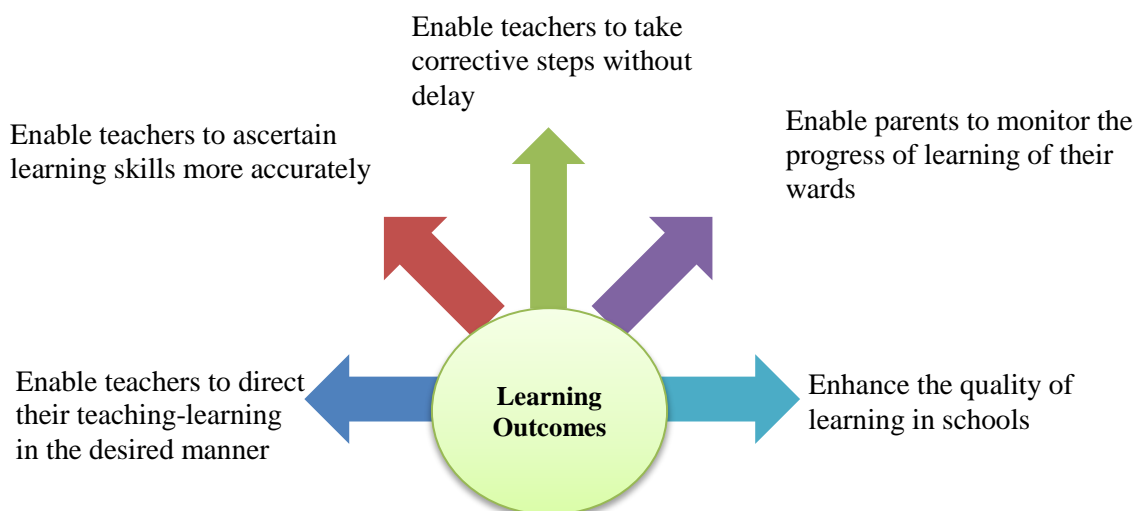 Enable teachers to take
corrective steps without
delay
Enable teachers to ascertain
learning skills more accurately
Enable parents to monitor the
progress of learning of their
wards
Enable teachers to direct
their teaching-learning
in the desired manner
Learning
Outcomes
Enhance the quality of
learning in schools